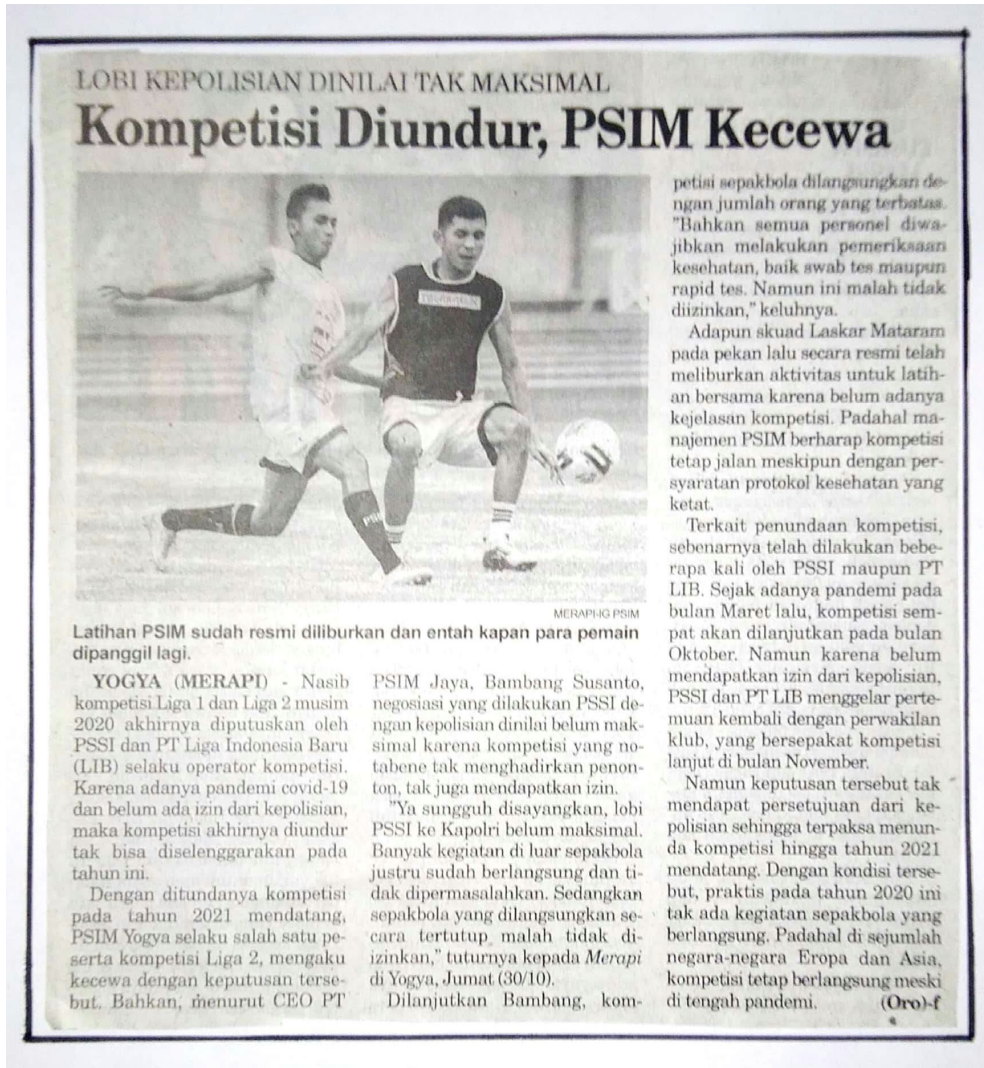 LOBI KEPOLISIAN DINILAI TAK MAKSIMAL
Kompetisi Diundur, PSIM Kecewa
PSIM
MERAPI-IG PSIM
Latihan PSIM sudah resmi diliburkan dan entah kapan para pemain
dipanggil lagi.
YOGYA (MERAPI) - Nasib
kompetisi Liga 1 dan Liga 2 musim
2020 akhirnya diputuskan oleh
PSSI dan PT Liga Indonesia Baru
(LIB) selaku operator kompetisi.
Karena adanya pandemi covid-19
dan belum ada izin dari kepolisian,
maka kompetisi akhirnya diundur
tak bisa diselenggarakan pada
tahun ini.
Dengan ditundanya kompetisi
pada tahun 2021 mendatang,
PSIM Yogya selaku salah satu pe-
serta kompetisi Liga 2, mengaku
kecewa dengan keputusan terse-
but. Bahkan, menurut CEO PT
PSIM Jaya, Bambang Susanto,
negosiasi yang dilakukan PSSI de-
ngan kepolisian dinilai belum mak-
simal karena kompetisi yang no-
tabene tak menghadirkan penon-
ton, tak juga mendapatkan izin.
"Ya sungguh disayangkan, lobi
PSSI ke Kapolri belum maksimal.
Banyak kegiatan di luar sepakbola
justru sudah berlangsung dan ti-
dak dipermasalahkan. Sedangkan
sepakbola yang dilangsungkan se-
cara tertutup malah tidak di-
izinkan," tuturnya kepada Merapi
di Yogya, Jumat (30/10).
Dilanjutkan Bambang, kom-
petisi sepakbola dilangsungkan de-
ngan jumlah orang yang terbatas.
"Bahkan semua personel diwa-
jibkan melakukan pemeriksaan
kesehatan, baik swab tes maupun
rapid tes. Namun ini malah tidak
diizinkan," keluhnya.
Adapun skuad Laskar Mataram
pada pekan lalu secara resmi telah
meliburkan aktivitas untuk latih-
an bersama karena belum adanya
kejelasan kompetisi. Padahal ma-
najemen PSIM berharap kompetisi
tetap jalan meskipun dengan per-
syaratan protokol kesehatan yang
ketat.
Terkait penundaan kompetisi,
sebenarnya telah dilakukan bebe-
rapa kali oleh PSSI maupun PT
LIB. Sejak adanya pandemi pada
bulan Maret lalu, kompetisi sem-
pat akan dilanjutkan pada bulan
Oktober. Namun karena belum
mendapatkan izin dari kepolisian,
PSSI dan PT LIB menggelar perte-
muan kembali dengan perwakilan
klub, yang bersepakat kompetisi
lanjut di bulan November.
Namun keputusan tersebut tak
mendapat persetujuan dari ke-
polisian sehingga terpaksa menun-
da kompetisi hingga tahun 2021
mendatang. Dengan kondisi terse-
but, praktis pada tahun 2020 ini
tak ada kegiatan sepakbola yang
berlangsung. Padahal di sejumlah
negara-negara Eropa dan Asia,
kompetisi tetap berlangsung meski
di tengah pandemi. (Oro)-f